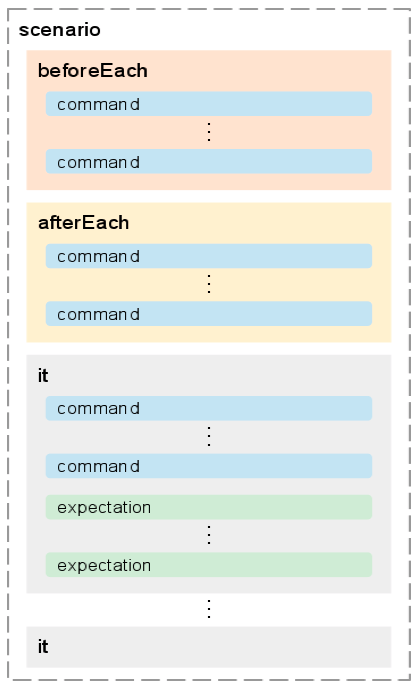 scenario
beforeEach
command
command
afterEach
command
command
it
command
command
expectation
expectation
it